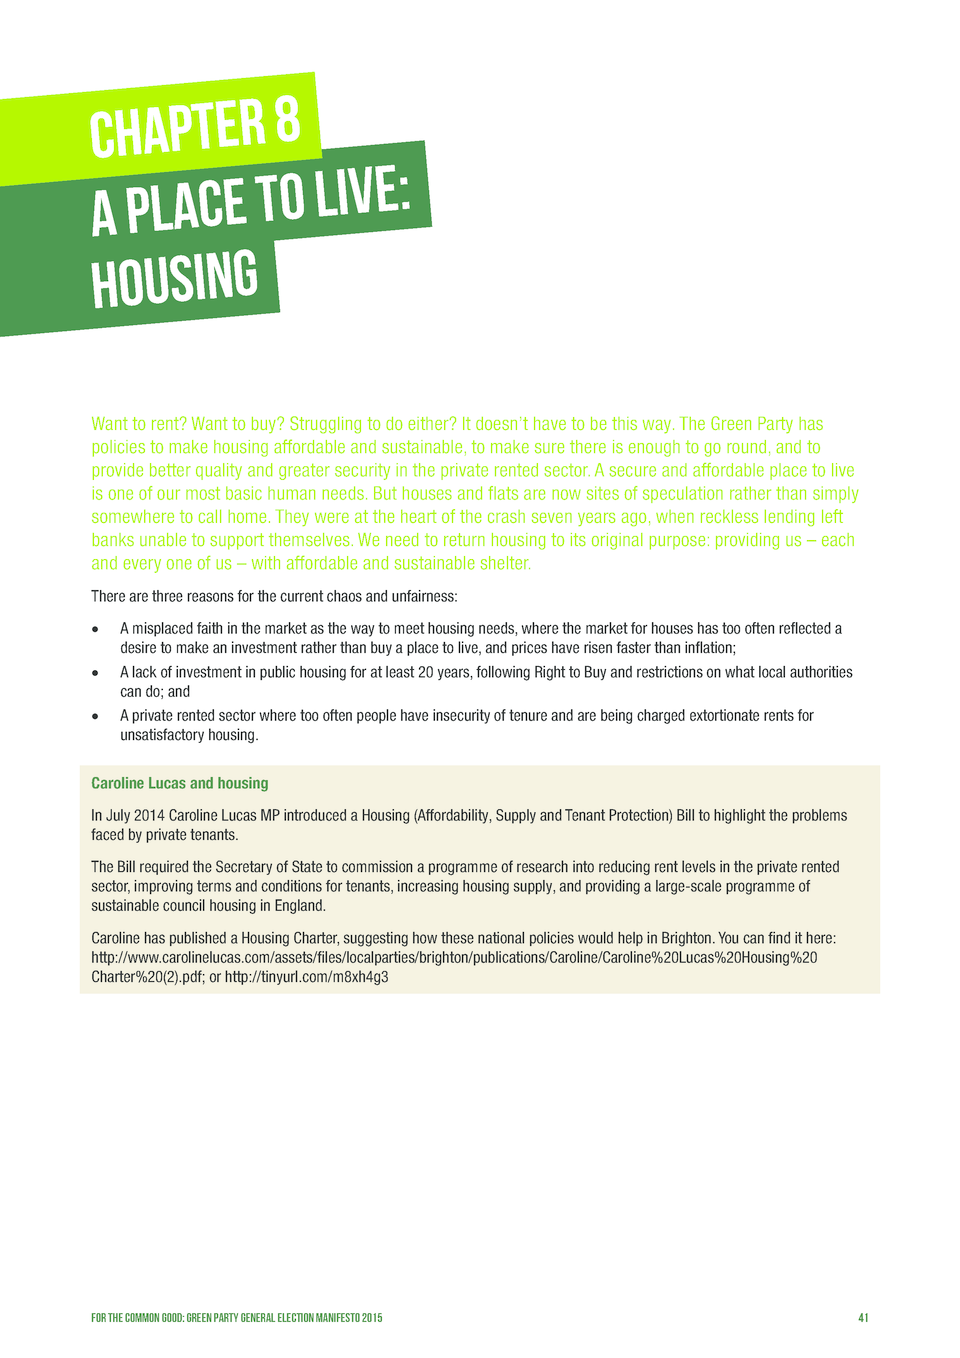 CHAPTER 8
A PLACE TO LIVE:
HOUSING
Want to rent? Want to buy? Struggling to do either? It doesn’t have to be this way. The Green Party has
policies to make housing affordable and sustainable, to make sure there is enough to go round, and to
provide better quality and greater security in the private rented sector. A secure and affordable place to live
is one of our most basic human needs. But houses and flats are now sites of speculation rather than simply
somewhere to call home. They were at the heart of the crash seven years ago, when reckless lending left
banks unable to support themselves. We need to return housing to its original purpose: providing us – each
and every one of us – with affordable and sustainable shelter.
There are three reasons for the current chaos and unfairness:
• A misplaced faith in the market as the way to meet housing needs, where the market for houses has too often reflected a
desire to make an investment rather than buy a place to live, and prices have risen faster than inflation;
• A lack of investment in public housing for at least 20 years, following Right to Buy and restrictions on what local authorities
can do; and
• A private rented sector where too often people have insecurity of tenure and are being charged extortionate rents for
unsatisfactory housing.
Caroline Lucas and housing
In July 2014 Caroline Lucas MP introduced a Housing (Affordability, Supply and Tenant Protection) Bill to highlight the problems
faced by private tenants.
The Bill required the Secretary of State to commission a programme of research into reducing rent levels in the private rented
sector, improving terms and conditions for tenants, increasing housing supply, and providing a large-scale programme of
sustainable council housing in England.
Caroline has published a Housing Charter, suggesting how these national policies would help in Brighton. You can find it here:
http://www.carolinelucas.com/assets/files/localparties/brighton/publications/Caroline/Caroline%20Lucas%20Housing%20
Charter%20(2).pdf; or http://tinyurl.com/m8xh4g3
FOR THE COMMON GOOD: GREEN PARTY GENERAL ELECTION MANIFESTO 2015 41